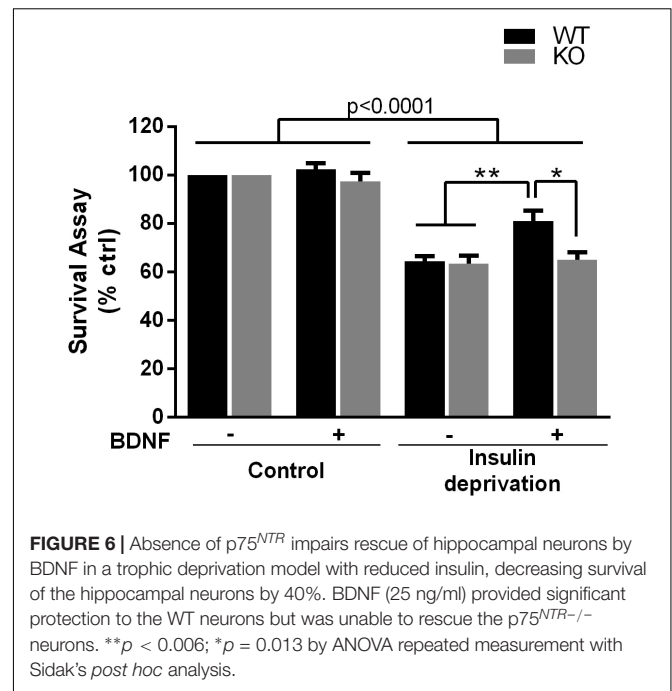 WT
KO
p<0.0001
120
100
80
60
40
20
0
Survival Assay
(% ctrl)
** *
BDNF - + - +
Control Insulin
deprivation
FIGURE 6 | Absence of p75NTR impairs rescue of hippocampal neurons by
BDNF in a trophic deprivation model with reduced insulin, decreasing survival
of the hippocampal neurons by 40%. BDNF (25 ng/ml) provided significant
protection to the WT neurons but was unable to rescue the p75NTR−/−
neurons. **p < 0.006; *p = 0.013 by ANOVA repeated measurement with
Sidak's post hoc analysis.